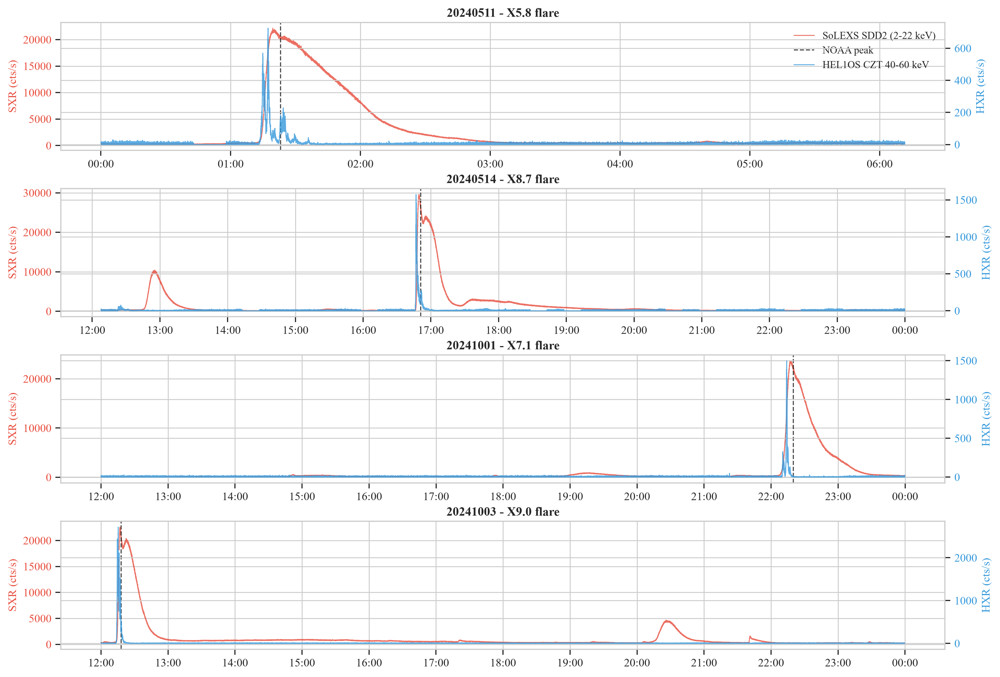 20240511 - X5.8 flare
SXR (cts/s)
20000
15000
10000
5000
0
SoLEXS SDD2 (2-22 keV)
NOAA peak
HEL1OS CZT 40-60 keV
600
400
200
0
HXR (cts/s)
00:00 01:00 02:00 03:00 04:00 05:00 06:00
20240514 - X8.7 flare
SXR (cts/s)
30000
20000
10000
0
1500
1000
500
0
HXR (cts/s)
12:00 13:00 14:00 15:00 16:00 17:00 18:00 19:00 20:00 21:00 22:00 23:00 00:00
20241001 - X7.1 flare
SXR (cts/s)
20000
10000
0
1500
1000
500
0
HXR (cts/s)
12:00 13:00 14:00 15:00 16:00 17:00 18:00 19:00 20:00 21:00 22:00 23:00 00:00
20241003 - X9.0 flare
SXR (cts/s)
20000
15000
10000
5000
0
2000
1000
0
HXR (cts/s)
12:00 13:00 14:00 15:00 16:00 17:00 18:00 19:00 20:00 21:00 22:00 23:00 00:00